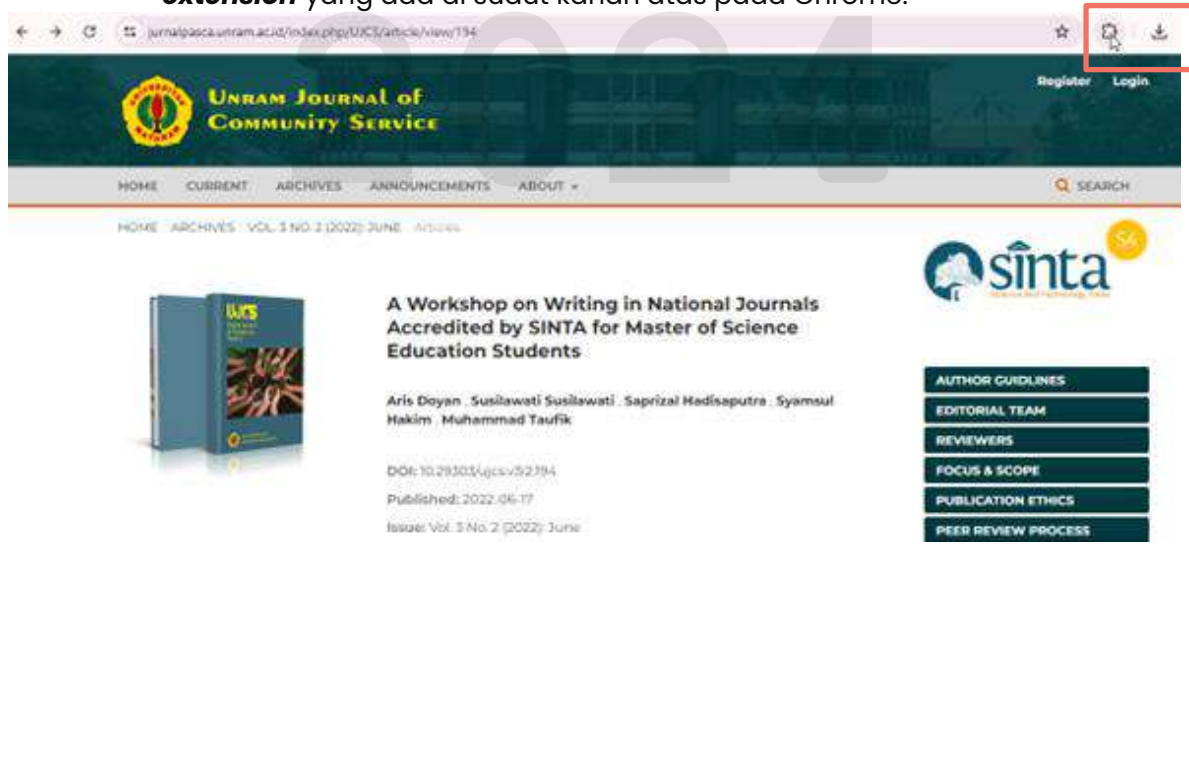 extension yang ada di sudut kanan atas pada Chrome.
2024
jurnalpasca.unram.ac.id/index.php/UJCS/article/view/194
Register Login
UNRAM JOURNAL OF
COMMUNITY SERVICE
HOME CURRENT ARCHIVES ANNOUNCEMENTS ABOUT
SEARCH
HOME ARCHIVES VOL. 3 NO. 2 (2022): JUNE Articles
sinta
S4
UJCS
A Workshop on Writing in National Journals
Accredited by SINTA for Master of Science
Education Students
Aris Doyan , Susilawati Susilawati , Saprizal Hadisaputra , Syamsul
Hakim , Muhammad Taufik
DOI: 10.29303/ujcs.v3i2.194
Published: 2022-06-17
Issue: Vol. 3 No. 2 (2022): June
AUTHOR GUIDLINES
EDITORIAL TEAM
REVIEWERS
FOCUS & SCOPE
PUBLICATION ETHICS
PEER REVIEW PROCESS